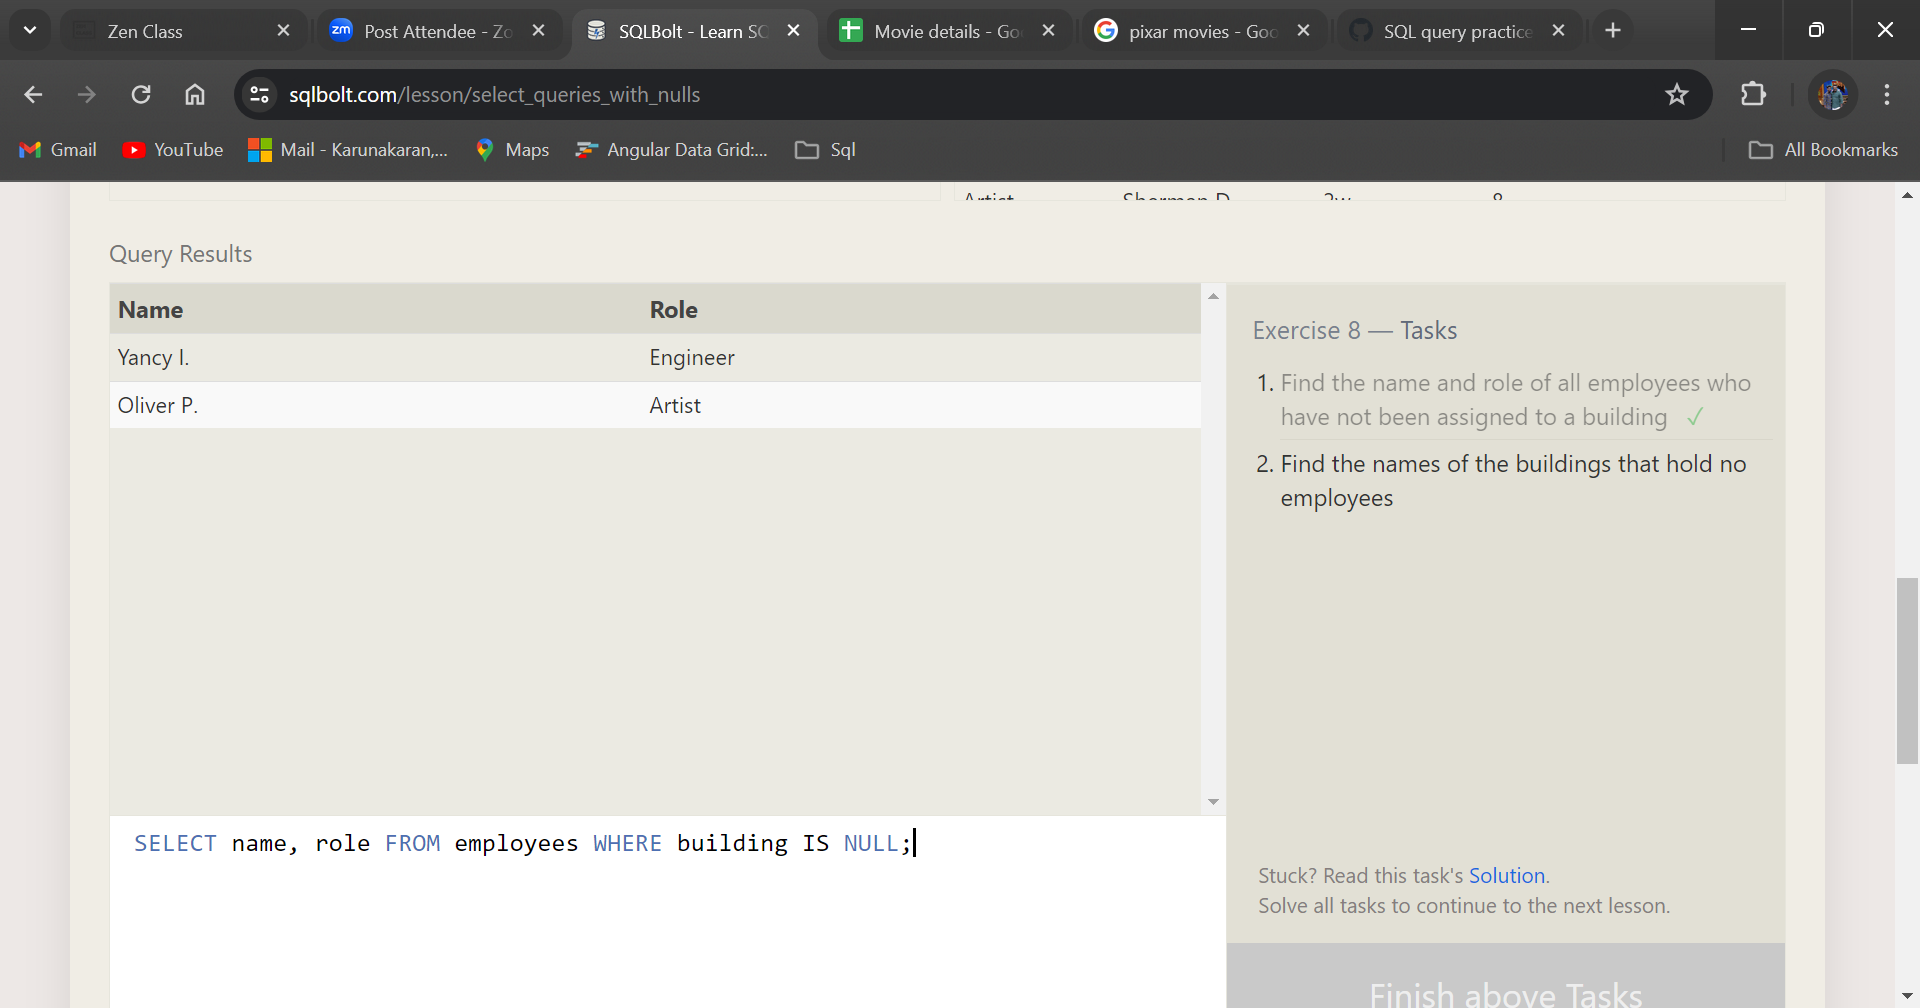 Zen Class
zm Post Attendee - Zo
SQLBolt - Learn SC
Movie details - Go
pixar movies - Goo
SQL query practice
sqlbolt.com/lesson/select_queries_with_nulls
Gmail
YouTube
Mail - Karunakaran,...
Maps
Angular Data Grid:...
Sql
All Bookmarks
Artist Sherman D. 2w 8
Query Results
Name Role
Yancy I. Engineer
Oliver P. Artist
Exercise 8 — Tasks
1. Find the name and role of all employees who
have not been assigned to a building ✓
2. Find the names of the buildings that hold no
employees
SELECT name, role FROM employees WHERE building IS NULL;
Stuck? Read this task's Solution.
Solve all tasks to continue to the next lesson.
Finish above Tasks